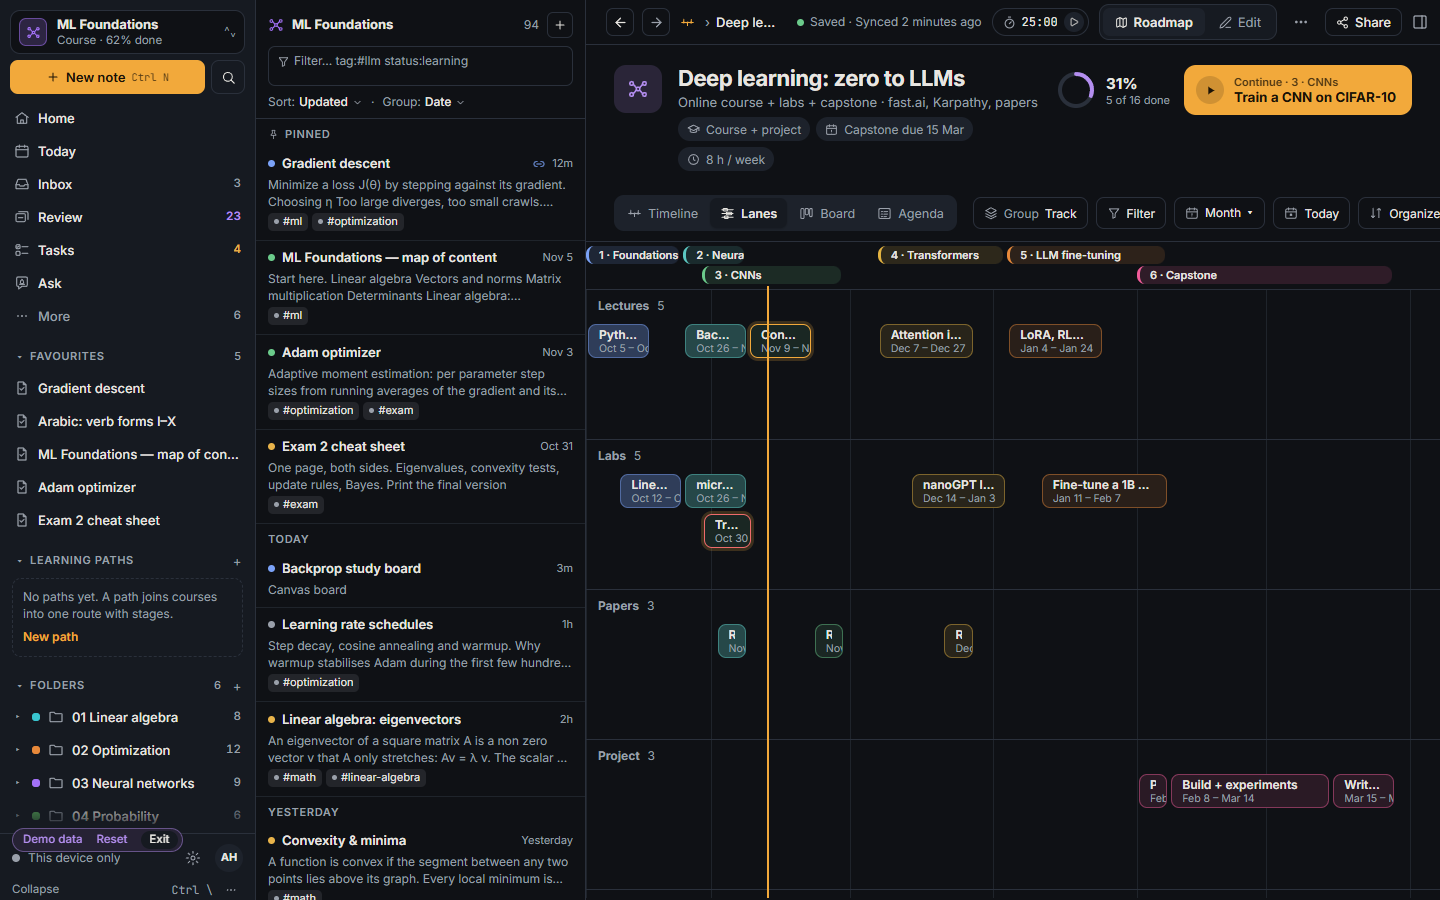 ML Foundations
Course · 62% done
New note Ctrl N
Home
Today
Inbox 3
Review 23
Tasks 4
Ask
More 6
FAVOURITES 5
Gradient descent
Arabic: verb forms I–X
ML Foundations — map of con...
Adam optimizer
Exam 2 cheat sheet
LEARNING PATHS +
No paths yet. A path joins courses
into one route with stages.
New path
FOLDERS 6 +
01 Linear algebra 8
02 Optimization 12
03 Neural networks 9
04 Probability 6
Demo data Reset Exit
This device only AH
Collapse Ctrl \ ...
ML Foundations 94 +
Filter... tag:#llm status:learning
Sort: Updated · Group: Date
PINNED
Gradient descent 12m
Minimize a loss J(θ) by stepping against its gradient.
Choosing η Too large diverges, too small crawls....
#ml #optimization
ML Foundations — map of content Nov 5
Start here. Linear algebra Vectors and norms Matrix
multiplication Determinants Linear algebra:...
#ml
Adam optimizer Nov 3
Adaptive moment estimation: per parameter step
sizes from running averages of the gradient and its...
#optimization #exam
Exam 2 cheat sheet Oct 31
One page, both sides. Eigenvalues, convexity tests,
update rules, Bayes. Print the final version
#exam
TODAY
Backprop study board 3m
Canvas board
Learning rate schedules 1h
Step decay, cosine annealing and warmup. Why
warmup stabilises Adam during the first few hundre...
#optimization
Linear algebra: eigenvectors 2h
An eigenvector of a square matrix A is a non zero
vector v that A only stretches: Av = λ v. The scalar ...
#math #linear-algebra
YESTERDAY
Convexity & minima Yesterday
A function is convex if the segment between any two
points lies above its graph. Every local minimum is...
#math
› Deep le... Saved · Synced 2 minutes ago 25:00 Roadmap Edit ... Share
Deep learning: zero to LLMs
Online course + labs + capstone · fast.ai, Karpathy, papers
Course + project Capstone due 15 Mar
8 h / week
31%
5 of 16 done
Continue · 3 · CNNs
Train a CNN on CIFAR-10
Timeline Lanes Board Agenda Group Track Filter Month Today Organize
1 · Foundations 2 · Neura 4 · Transformers 5 · LLM fine-tuning
3 · CNNs 6 · Capstone
Lectures 5
Pyth... Bac... Con... Attention i... LoRA, RL...
Oct 5 – Oc Oct 26 – N Nov 9 – N Dec 7 – Dec 27 Jan 4 – Jan 24
Labs 5
Line... micr... nanoGPT l... Fine-tune a 1B ...
Oct 12 – O Oct 26 – N Dec 14 – Jan 3 Jan 11 – Feb 7
Tr...
Oct 30
Papers 3
R R R
Nov Nov Dec
Project 3
P Build + experiments Writ...
Feb Feb 8 – Mar 14 Mar 15 – M